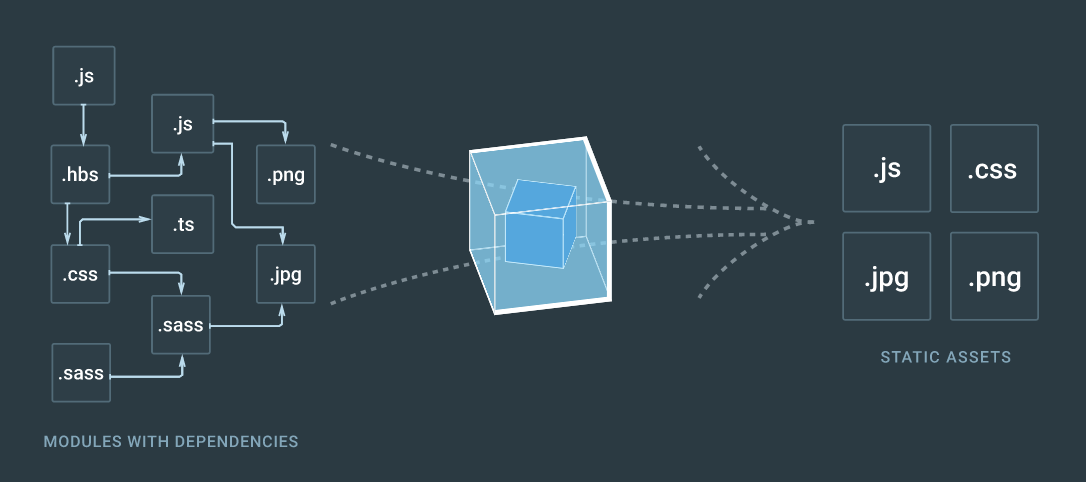 .js
.js
.hbs
.png
.ts
.css
.jpg
.sass
.sass
MODULES WITH DEPENDENCIES
.js
.css
.jpg
.png
STATIC ASSETS